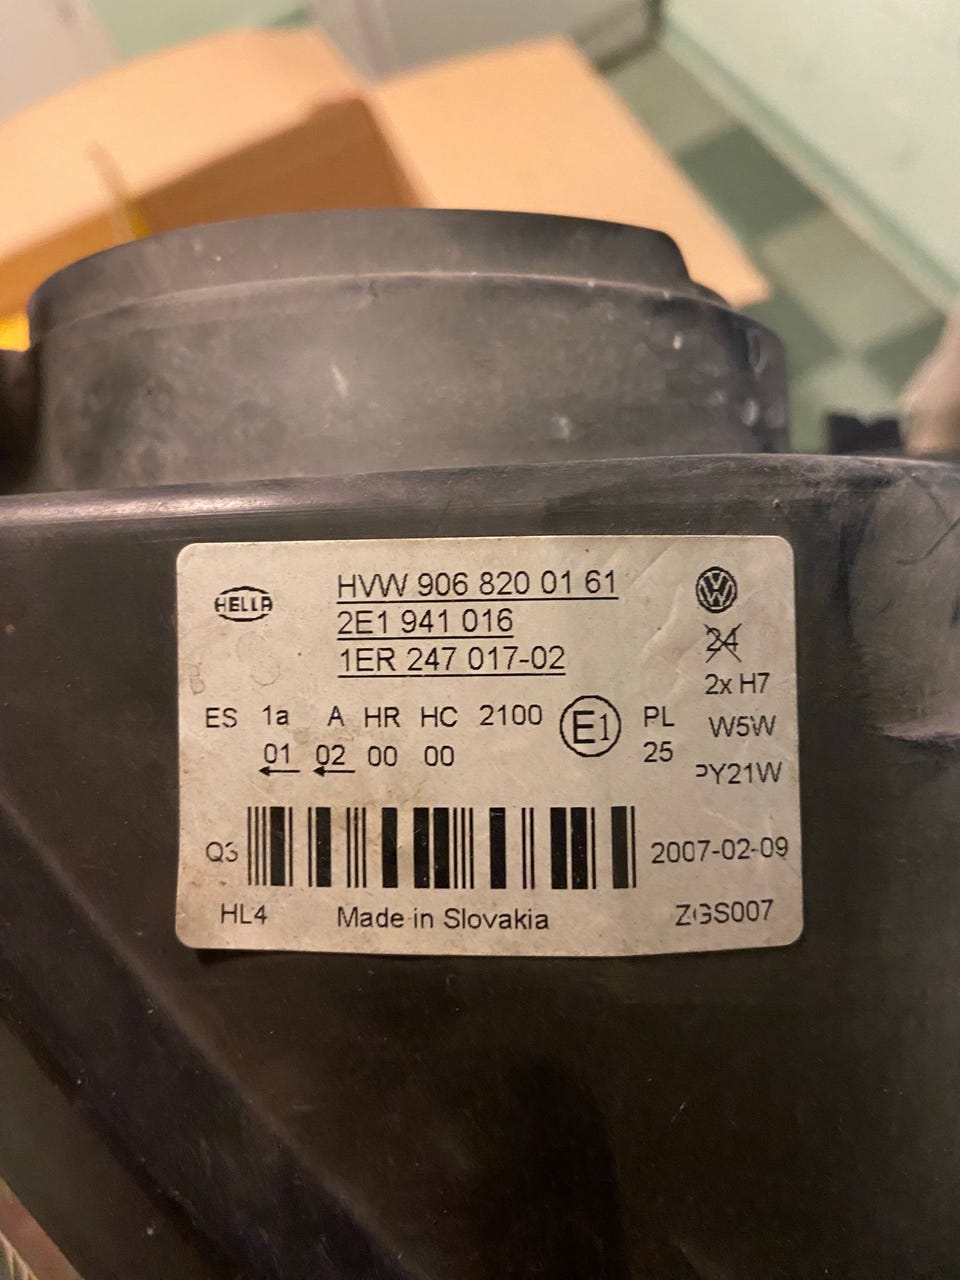 HELLA
HVW 906 820 01 61
2E1 941 016
1ER 247 017-02
VW
24
2x H7
W5W
PY21W
ES 1a A HR HC 2100 E1 PL
01 02 00 00 25
Q3
2007-02-09
HL4 Made in Slovakia ZGS007